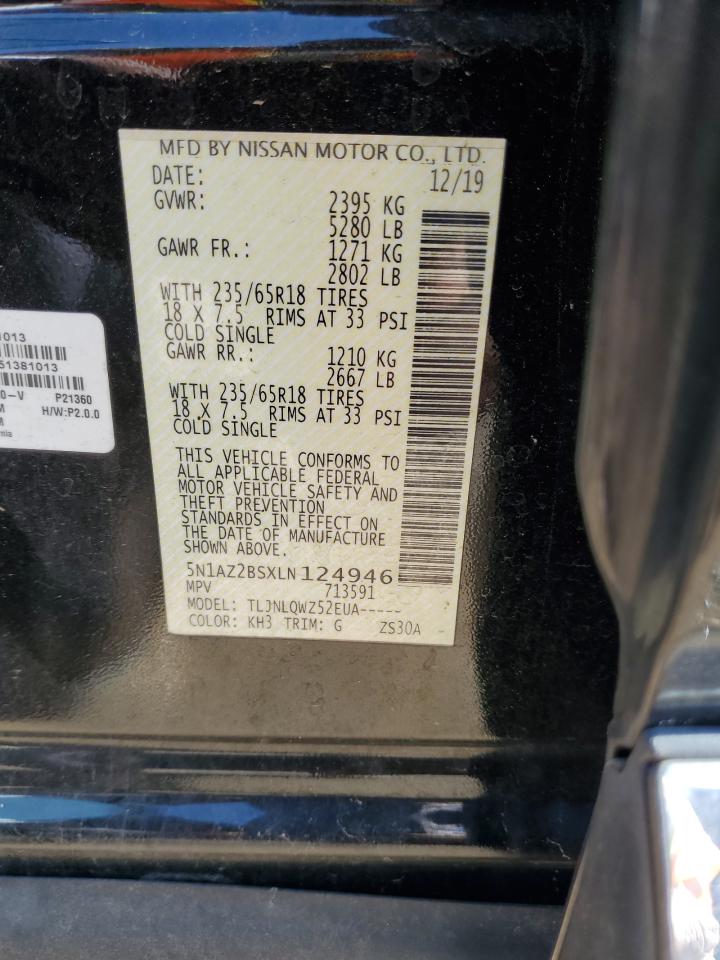 MFD BY NISSAN MOTOR CO., LTD.
DATE: 12/19
GVWR: 2395 KG
5280 LB
GAWR FR.: 1271 KG
2802 LB
WITH 235/65R18 TIRES
18 X 7.5 RIMS AT 33 PSI
COLD SINGLE
GAWR RR.: 1210 KG
2667 LB
WITH 235/65R18 TIRES
18 X 7.5 RIMS AT 33 PSI
COLD SINGLE
THIS VEHICLE CONFORMS TO
ALL APPLICABLE FEDERAL
MOTOR VEHICLE SAFETY AND
THEFT PREVENTION
STANDARDS IN EFFECT ON
THE DATE OF MANUFACTURE
SHOWN ABOVE.
5N1AZ2BSXLN124946
MPV 713591
MODEL: TLJNLQWZ52EUA-----
COLOR: KH3 TRIM: G ZS30A
1013
51381013
0-V P21360
M H/W:P2.0.0
M